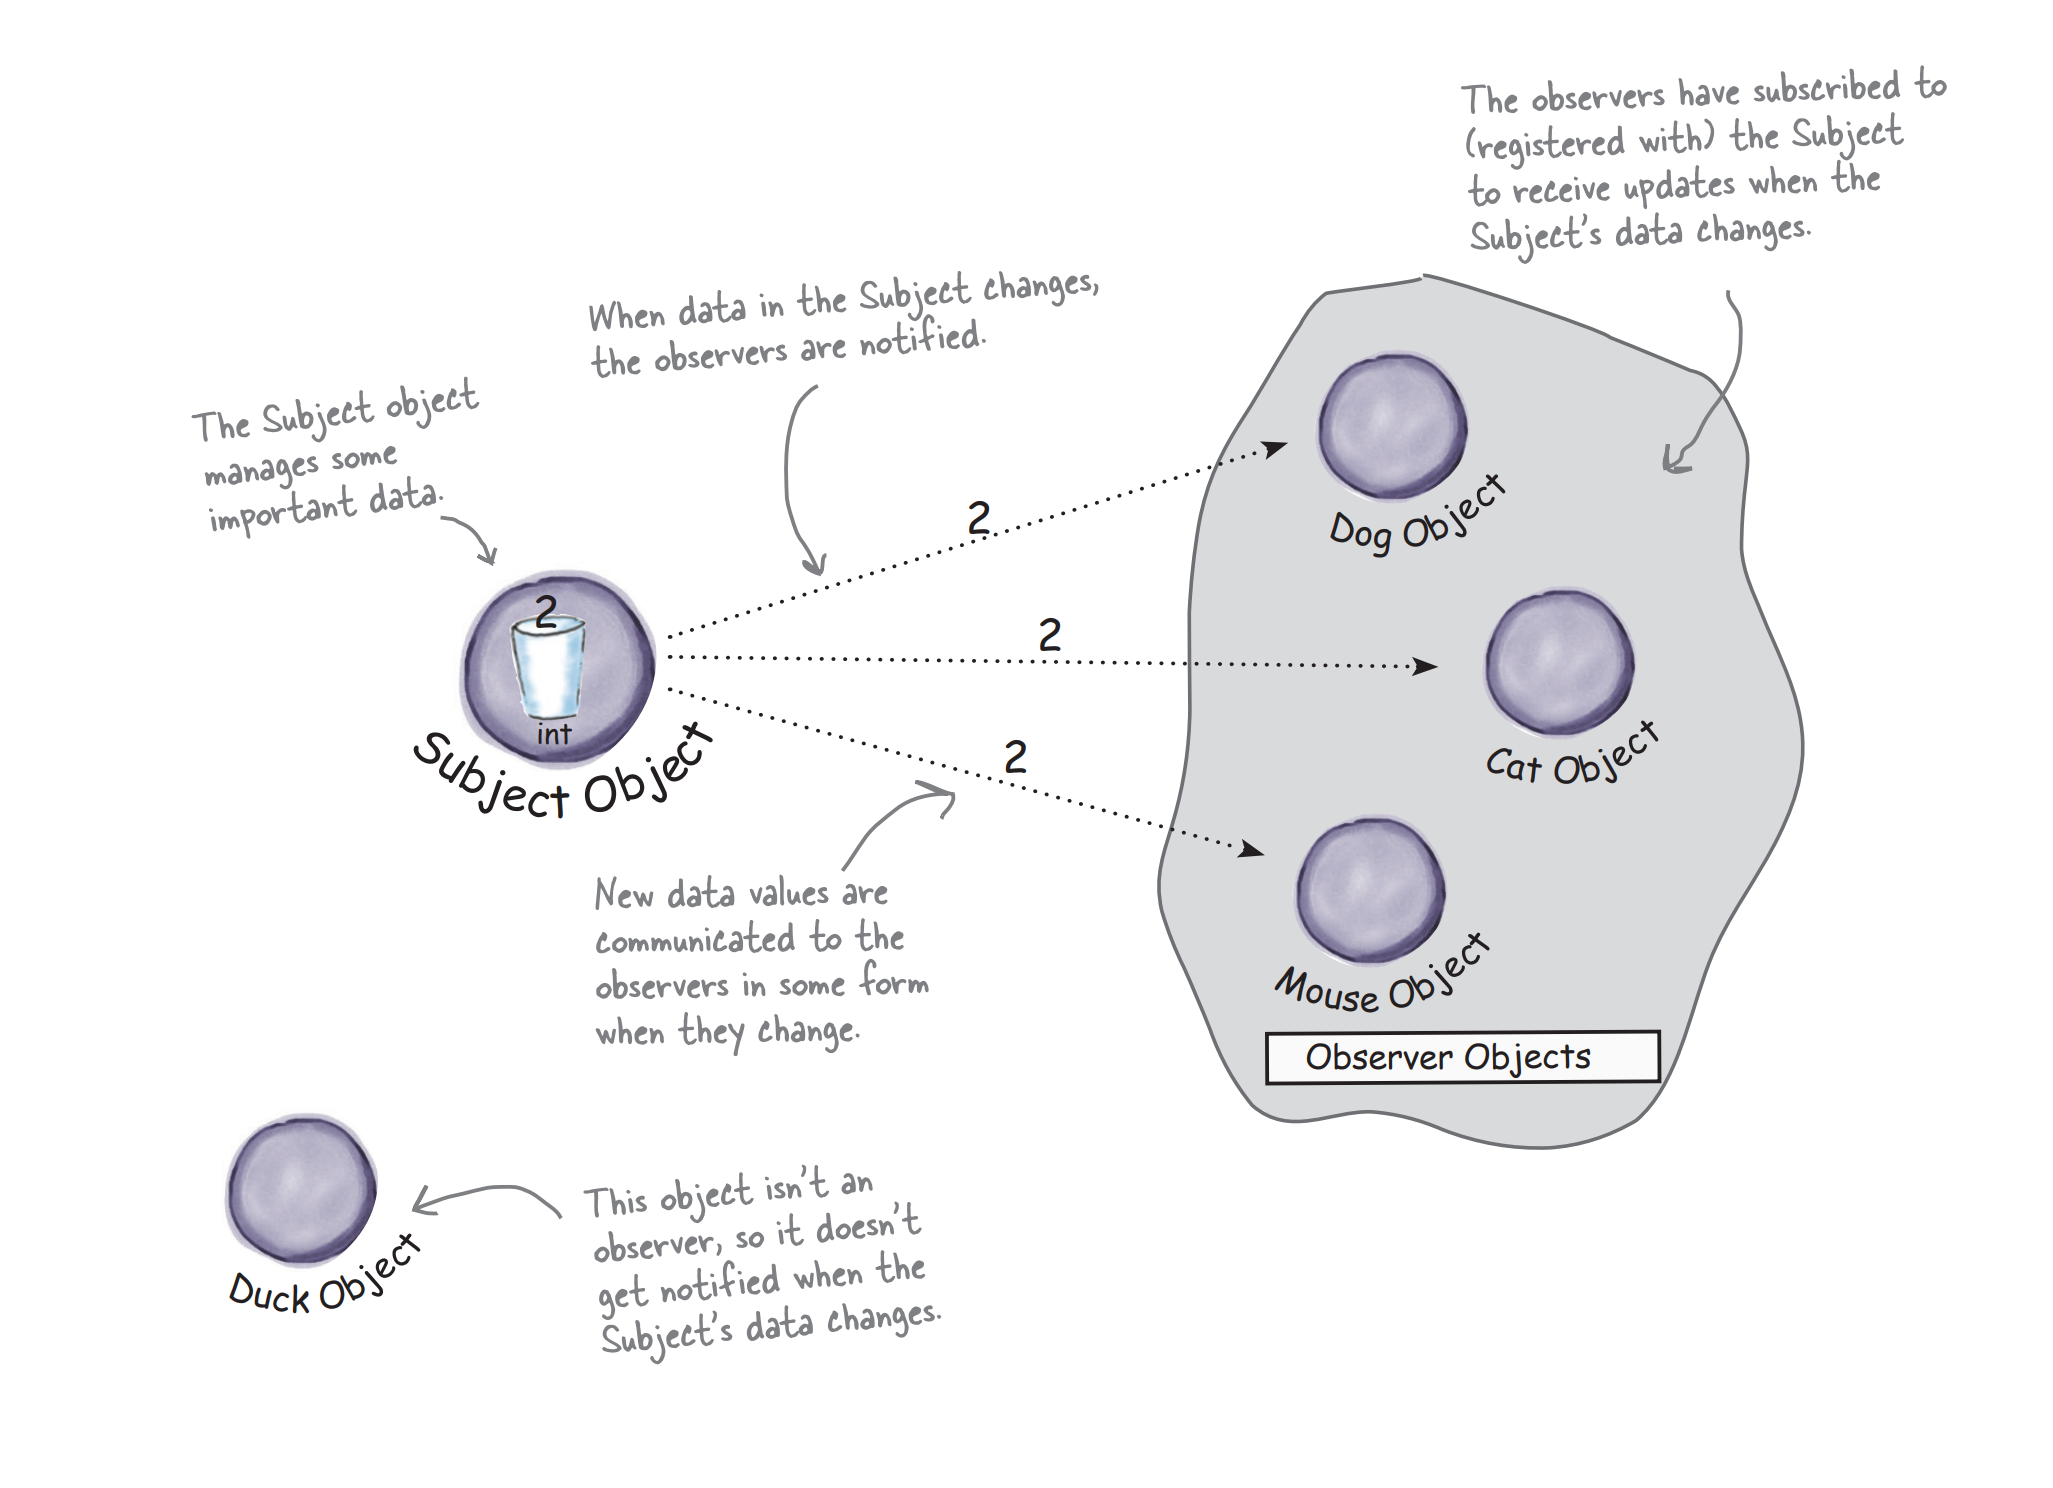 The observers have subscribed to
(registered with) the Subject
to receive updates when the
Subject's data changes.
When data in the Subject changes,
the observers are notified.
The Subject object
manages some
important data.
2
int
Subject Object
2
2
2
Dog Object
Cat Object
Mouse Object
Observer Objects
New data values are
communicated to the
observers in some form
when they change.
Duck Object
This object isn't an
observer, so it doesn't
get notified when the
Subject's data changes.